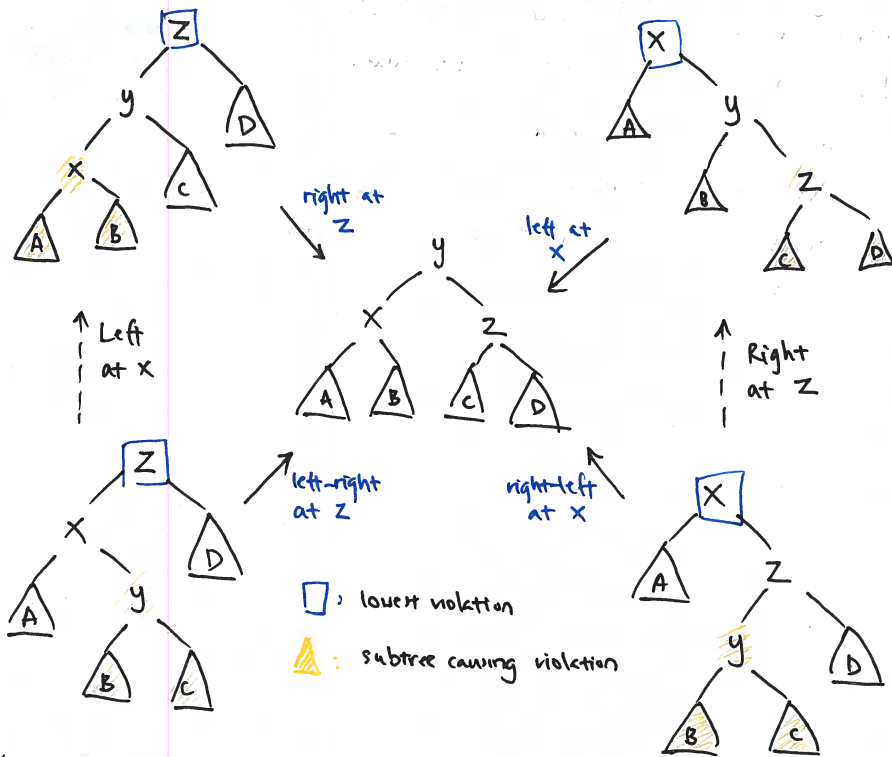 Z
y
D
X
C
A
B
X
A
y
B
Z
C
D
right at
Z
left at
X
y
X
Z
A
B
C
D
Left
at X
Right
at Z
Z
X
D
A
y
B
C
left-right
at Z
right-left
at X
X
A
Z
y
D
B
C
: lowest violation
: subtree causing violation